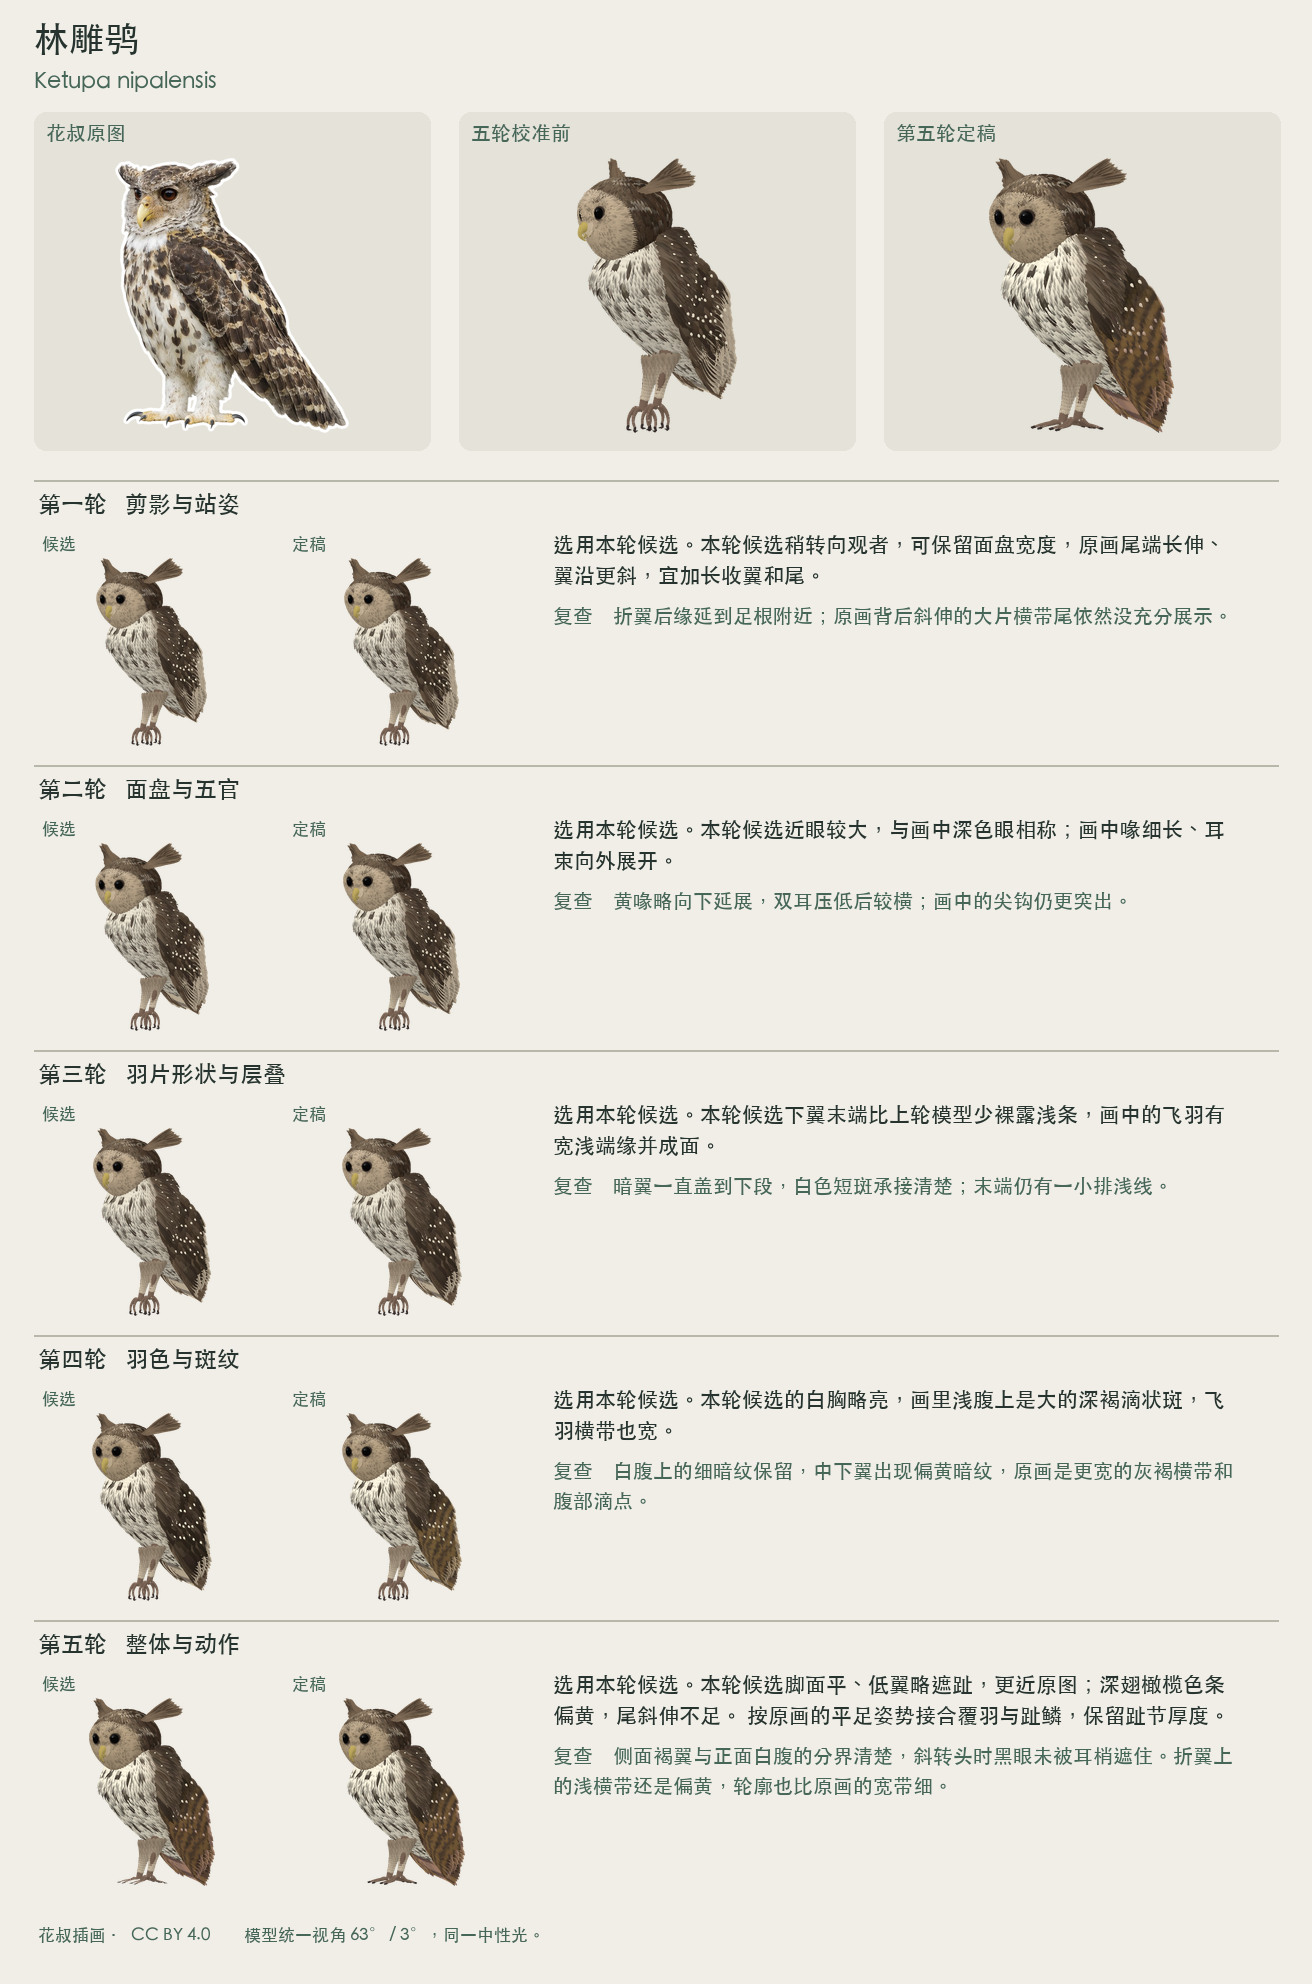 林雕鸮
Ketupa nipalensis
花叔原图
五轮校准前
第五轮定稿
第一轮 剪影与站姿
候选
定稿
选用本轮候选。本轮候选稍转向观者，可保留面盘宽度，原画尾端长伸、
翼沿更斜，宜加长收翼和尾。
复查 折翼后缘延到足根附近；原画背后斜伸的大片横带尾依然没充分展示。
第二轮 面盘与五官
候选
定稿
选用本轮候选。本轮候选近眼较大，与画中深色眼相称；画中喙细长、耳
束向外展开。
复查 黄喙略向下延展，双耳压低后较横；画中的尖钩仍更突出。
第三轮 羽片形状与层叠
候选
定稿
选用本轮候选。本轮候选下翼末端比上轮模型少裸露浅条，画中的飞羽有
宽浅端缘并成面。
复查 暗翼一直盖到下段，白色短斑承接清楚；末端仍有一小排浅线。
第四轮 羽色与斑纹
候选
定稿
选用本轮候选。本轮候选的白胸略亮，画里浅腹上是大的深褐滴状斑，飞
羽横带也宽。
复查 白腹上的细暗纹保留，中下翼出现偏黄暗纹，原画是更宽的灰褐横带和
腹部滴点。
第五轮 整体与动作
候选
定稿
选用本轮候选。本轮候选脚面平、低翼略遮趾，更近原图；深翅橄榄色条
偏黄，尾斜伸不足。 按原画的平足姿势接合覆羽与趾鳞，保留趾节厚度。
复查 侧面褐翼与正面白腹的分界清楚，斜转头时黑眼未被耳梢遮住。折翼上
的浅横带还是偏黄，轮廓也比原画的宽带细。
花叔插画· CC BY 4.0 模型统一视角 63° / 3°，同一中性光。